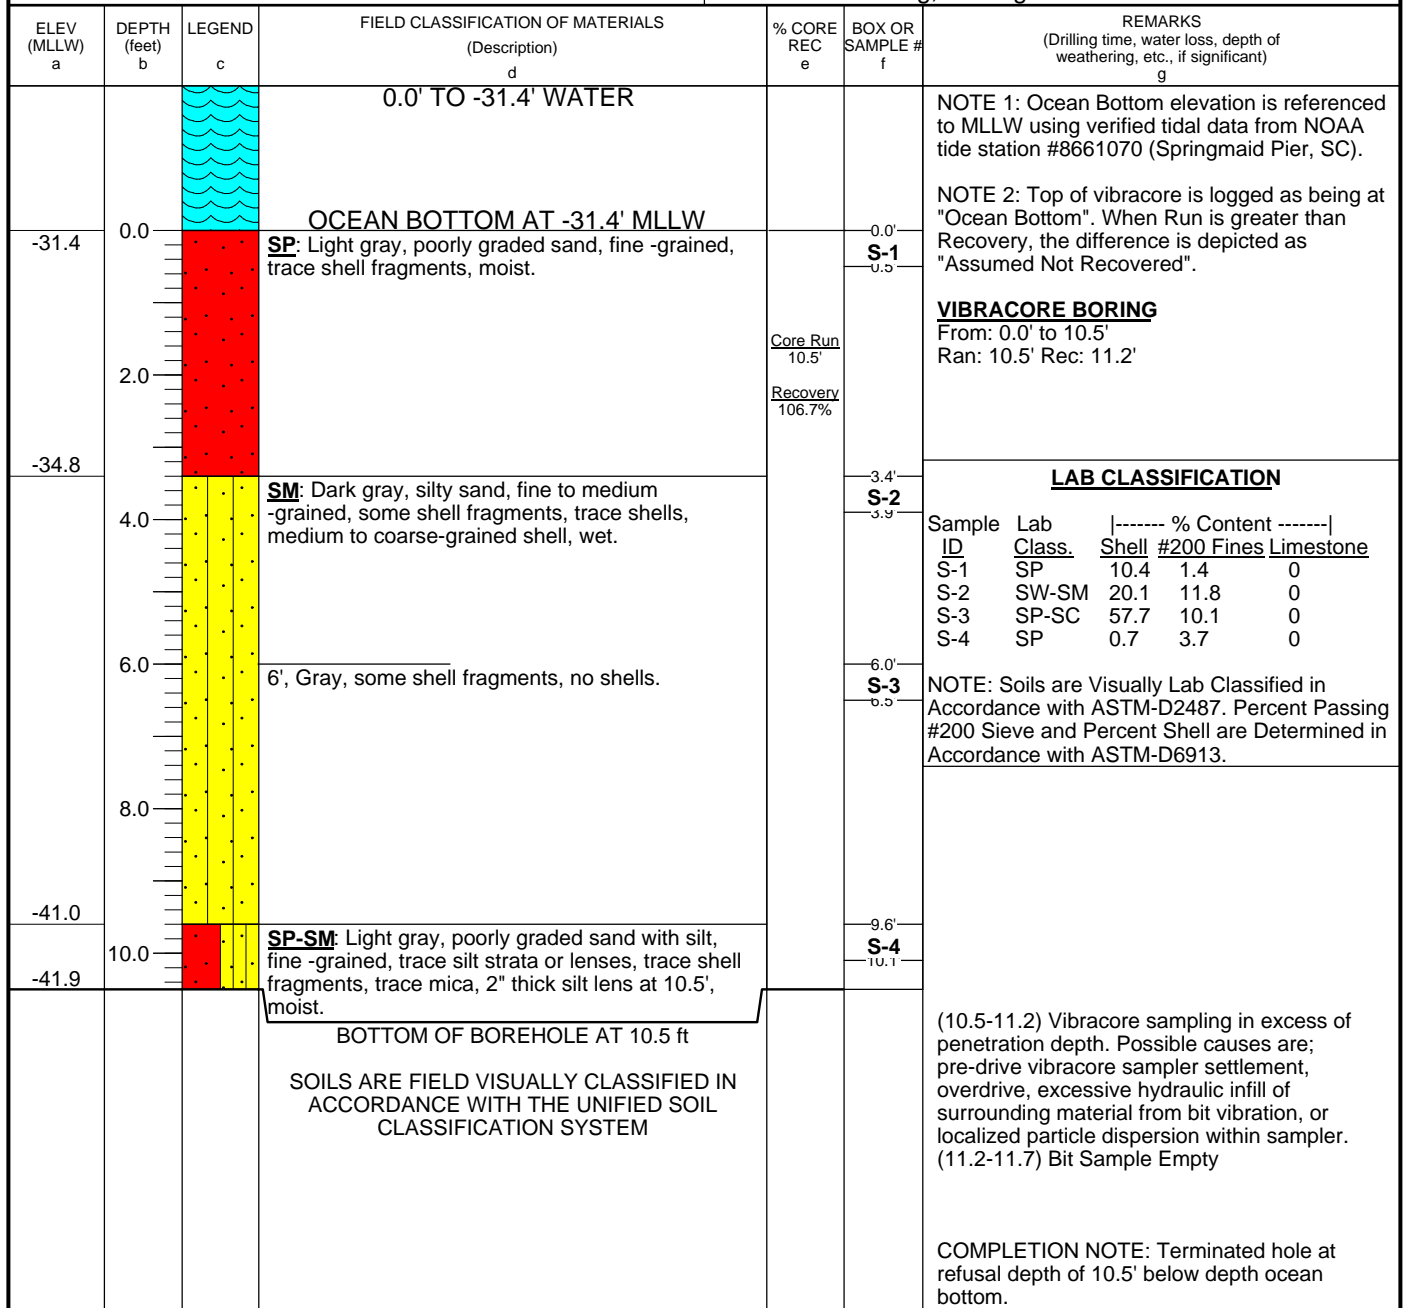 ELEV (MLLW) a
DEPTH (feet) b
LEGEND c
FIELD CLASSIFICATION OF MATERIALS
(Description)
d
% CORE REC e
BOX OR SAMPLE # f
REMARKS
(Drilling time, water loss, depth of
weathering, etc., if significant)
g
0.0' TO -31.4' WATER
OCEAN BOTTOM AT -31.4' MLLW
-31.4
0.0
SP: Light gray, poorly graded sand, fine -grained,
trace shell fragments, moist.
0.0'
S-1
0.5'
Core Run
10.5'
Recovery
106.7%
2.0
-34.8
SM: Dark gray, silty sand, fine to medium
-grained, some shell fragments, trace shells,
medium to coarse-grained shell, wet.
3.4'
S-2
3.9'
4.0
6.0
6', Gray, some shell fragments, no shells.
6.0'
S-3
6.5'
8.0
-41.0
SP-SM: Light gray, poorly graded sand with silt,
fine -grained, trace silt strata or lenses, trace shell
fragments, trace mica, 2" thick silt lens at 10.5',
moist.
9.6'
S-4
10.1'
10.0
-41.9
BOTTOM OF BOREHOLE AT 10.5 ft
SOILS ARE FIELD VISUALLY CLASSIFIED IN
ACCORDANCE WITH THE UNIFIED SOIL
CLASSIFICATION SYSTEM
NOTE 1: Ocean Bottom elevation is referenced
to MLLW using verified tidal data from NOAA
tide station #8661070 (Springmaid Pier, SC).
NOTE 2: Top of vibracore is logged as being at
"Ocean Bottom". When Run is greater than
Recovery, the difference is depicted as
"Assumed Not Recovered".
VIBRACORE BORING
From: 0.0' to 10.5'
Ran: 10.5' Rec: 11.2'
LAB CLASSIFICATION
Sample Lab |------- % Content -------|
ID Class. Shell #200 Fines Limestone
S-1 SP 10.4 1.4 0
S-2 SW-SM 20.1 11.8 0
S-3 SP-SC 57.7 10.1 0
S-4 SP 0.7 3.7 0
NOTE: Soils are Visually Lab Classified in
Accordance with ASTM-D2487. Percent Passing
#200 Sieve and Percent Shell are Determined in
Accordance with ASTM-D6913.
(10.5-11.2) Vibracore sampling in excess of
penetration depth. Possible causes are;
pre-drive vibracore sampler settlement,
overdrive, excessive hydraulic infill of
surrounding material from bit vibration, or
localized particle dispersion within sampler.
(11.2-11.7) Bit Sample Empty
COMPLETION NOTE: Terminated hole at
refusal depth of 10.5' below depth ocean
bottom.